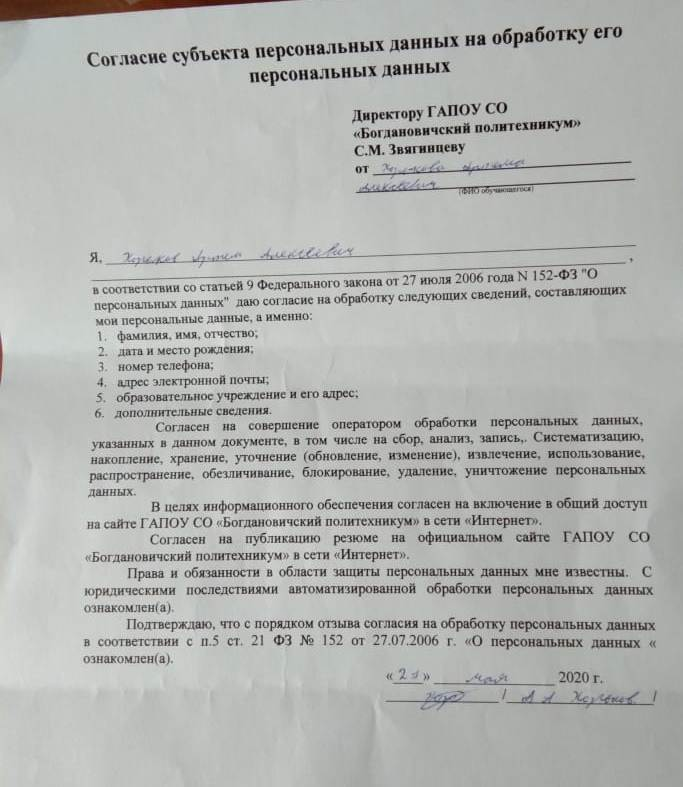 Согласие субъекта персональных данных на обработку его
персональных данных
Директору ГАПОУ СО
«Богдановичский политехникум»
С.М. Звягинцеву
от Артема
Алексеевич
(ФИО обучающегося)
Я, Артем Алексеевич
,
в соответствии со статьей 9 Федерального закона от 27 июля 2006 года N 152-ФЗ "О
персональных данных" даю согласие на обработку следующих сведений, составляющих
мои персональные данные, а именно:
1. фамилия, имя, отчество;
2. дата и место рождения;
3. номер телефона;
4. адрес электронной почты;
5. образовательное учреждение и его адрес;
6. дополнительные сведения.
Согласен на совершение оператором обработки персональных данных,
указанных в данном документе, в том числе на сбор, анализ, запись,. Систематизацию,
накопление, хранение, уточнение (обновление, изменение), извлечение, использование,
распространение, обезличивание, блокирование, удаление, уничтожение персональных
данных.
В целях информационного обеспечения согласен на включение в общий доступ
на сайте ГАПОУ СО «Богдановичский политехникум» в сети «Интернет».
Согласен на публикацию резюме на официальном сайте ГАПОУ СО
«Богдановичский политехникум» в сети «Интернет».
Права и обязанности в области защиты персональных данных мне известны. С
юридическими последствиями автоматизированной обработки персональных данных
ознакомлен(а).
Подтверждаю, что с порядком отзыва согласия на обработку персональных данных
в соответствии с п.5 ст. 21 ФЗ № 152 от 27.07.2006 г. «О персональных данных «
ознакомлен(а).
« » мая 2020 г.
/ А А /